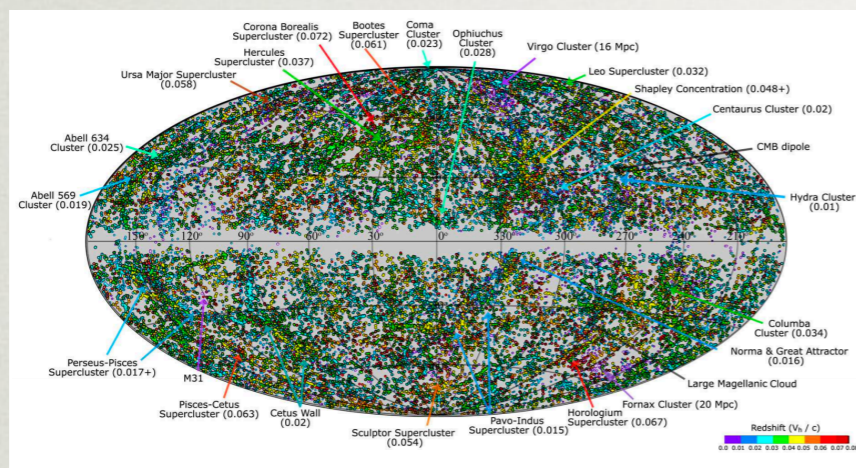 Corona Borealis
Supercluster (0.072)
Bootes
Supercluster
(0.061)
Coma
Cluster
(0.023)
Ophiuchus
Cluster
(0.028)
Virgo Cluster (16 Mpc)
Hercules
Supercluster (0.037)
Leo Supercluster (0.032)
Ursa Major Supercluster
(0.058)
Shapley Concentration (0.048+)
Centaurus Cluster (0.02)
Abell 634
Cluster (0.025)
CMB dipole
Abell 569
Cluster (0.019)
Hydra Cluster
(0.01)
150° 120° 90° 60° 30° 0° 330° 300° 270° 240° 210°
Columba
Cluster
(0.034)
Perseus-Pisces
Supercluster (0.017+)
Norma & Great Attractor
(0.016)
M31
Large Magellanic Cloud
Pisces-Cetus
Supercluster (0.063)
Cetus Wall
(0.02)
Sculptor Supercluster
(0.054)
Pavo-Indus
Supercluster (0.015)
Horologium
Supercluster (0.067)
Fornax Cluster (20 Mpc)
Redshift (Vh / c)
0.0 0.01 0.02 0.03 0.04 0.05 0.06 0.07 0.08